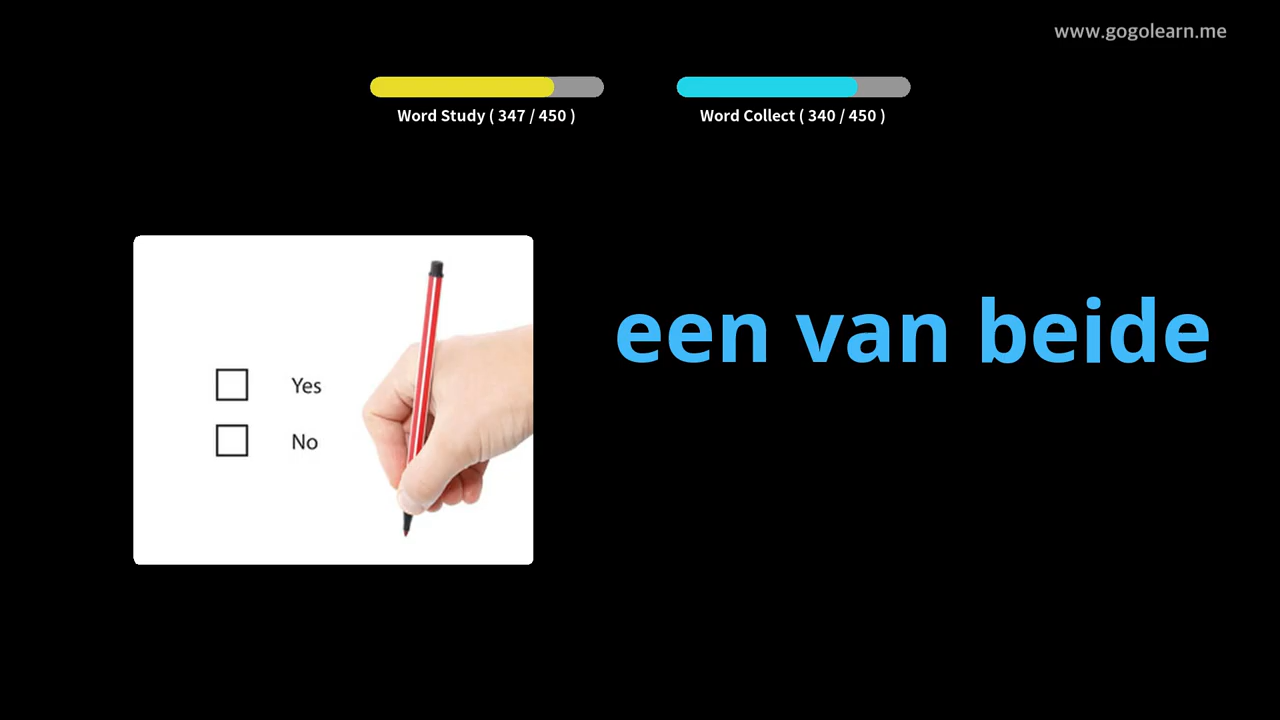 www.gogolearn.me
Word Study ( 347 / 450 )
Word Collect ( 340 / 450 )
een van beide
Yes
No